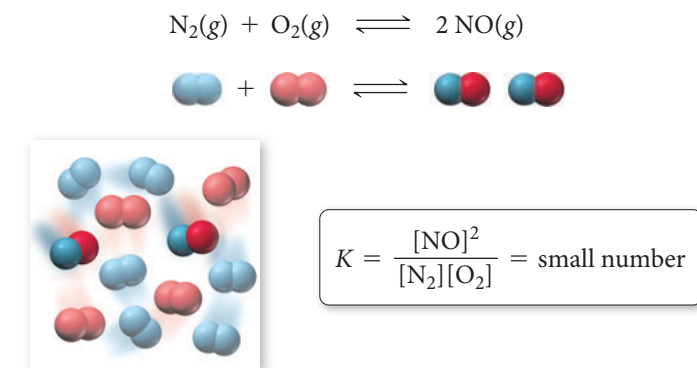 N₂(g) + O₂(g) ⇌ 2 NO(g)
+ ⇌
K = [NO]² / [N₂][O₂] = small number